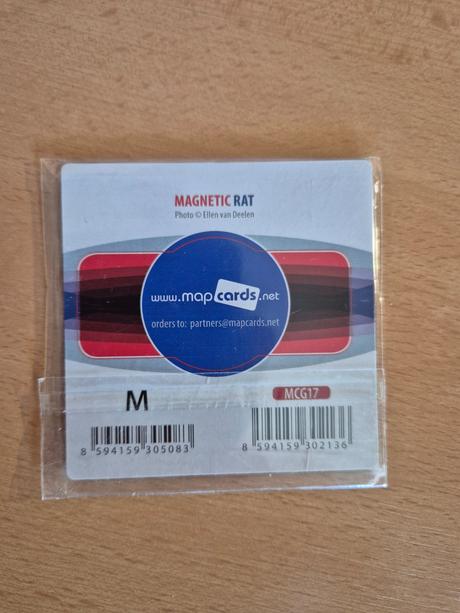 MAGNETIC RAT
Photo © Ellen van Deelen
www.mapcards.net
orders to: partners@mapcards.net
M
MCG17
8 594159 305083
8 594159 302136